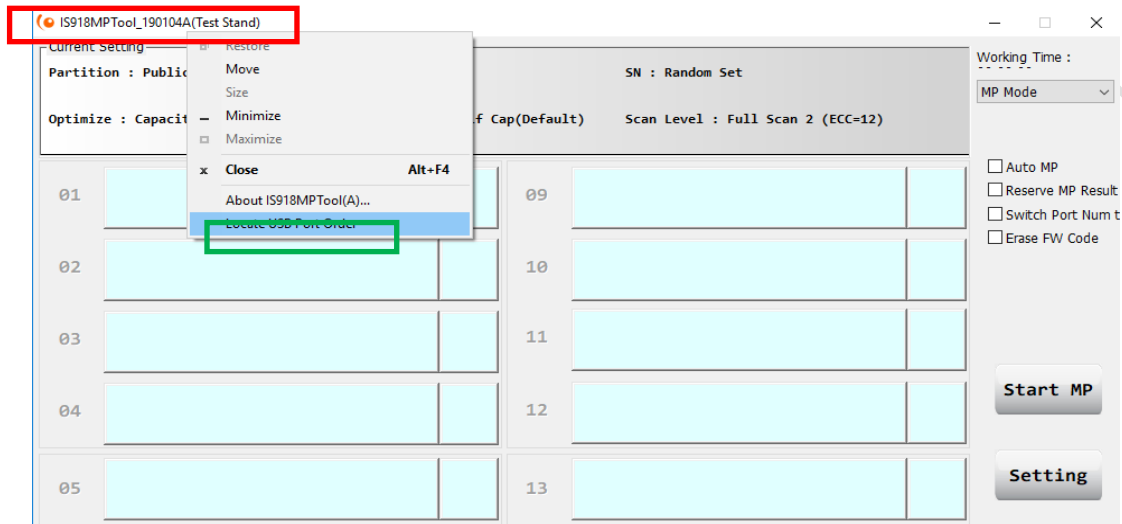 IS918MPTool_190104A(Test Stand)
Current Setting
Partition : Public
SN : Random Set
Optimize : Capacit
lf Cap(Default)
Scan Level : Full Scan 2 (ECC=12)
Restore
Move
Size
Minimize
Maximize
Close Alt+F4
About IS918MPTool(A)...
Locate USB Port Order
01
02
03
04
05
09
10
11
12
13
Working Time :
-- -- --
MP Mode
Auto MP
Reserve MP Result
Switch Port Num t
Erase FW Code
Start MP
Setting